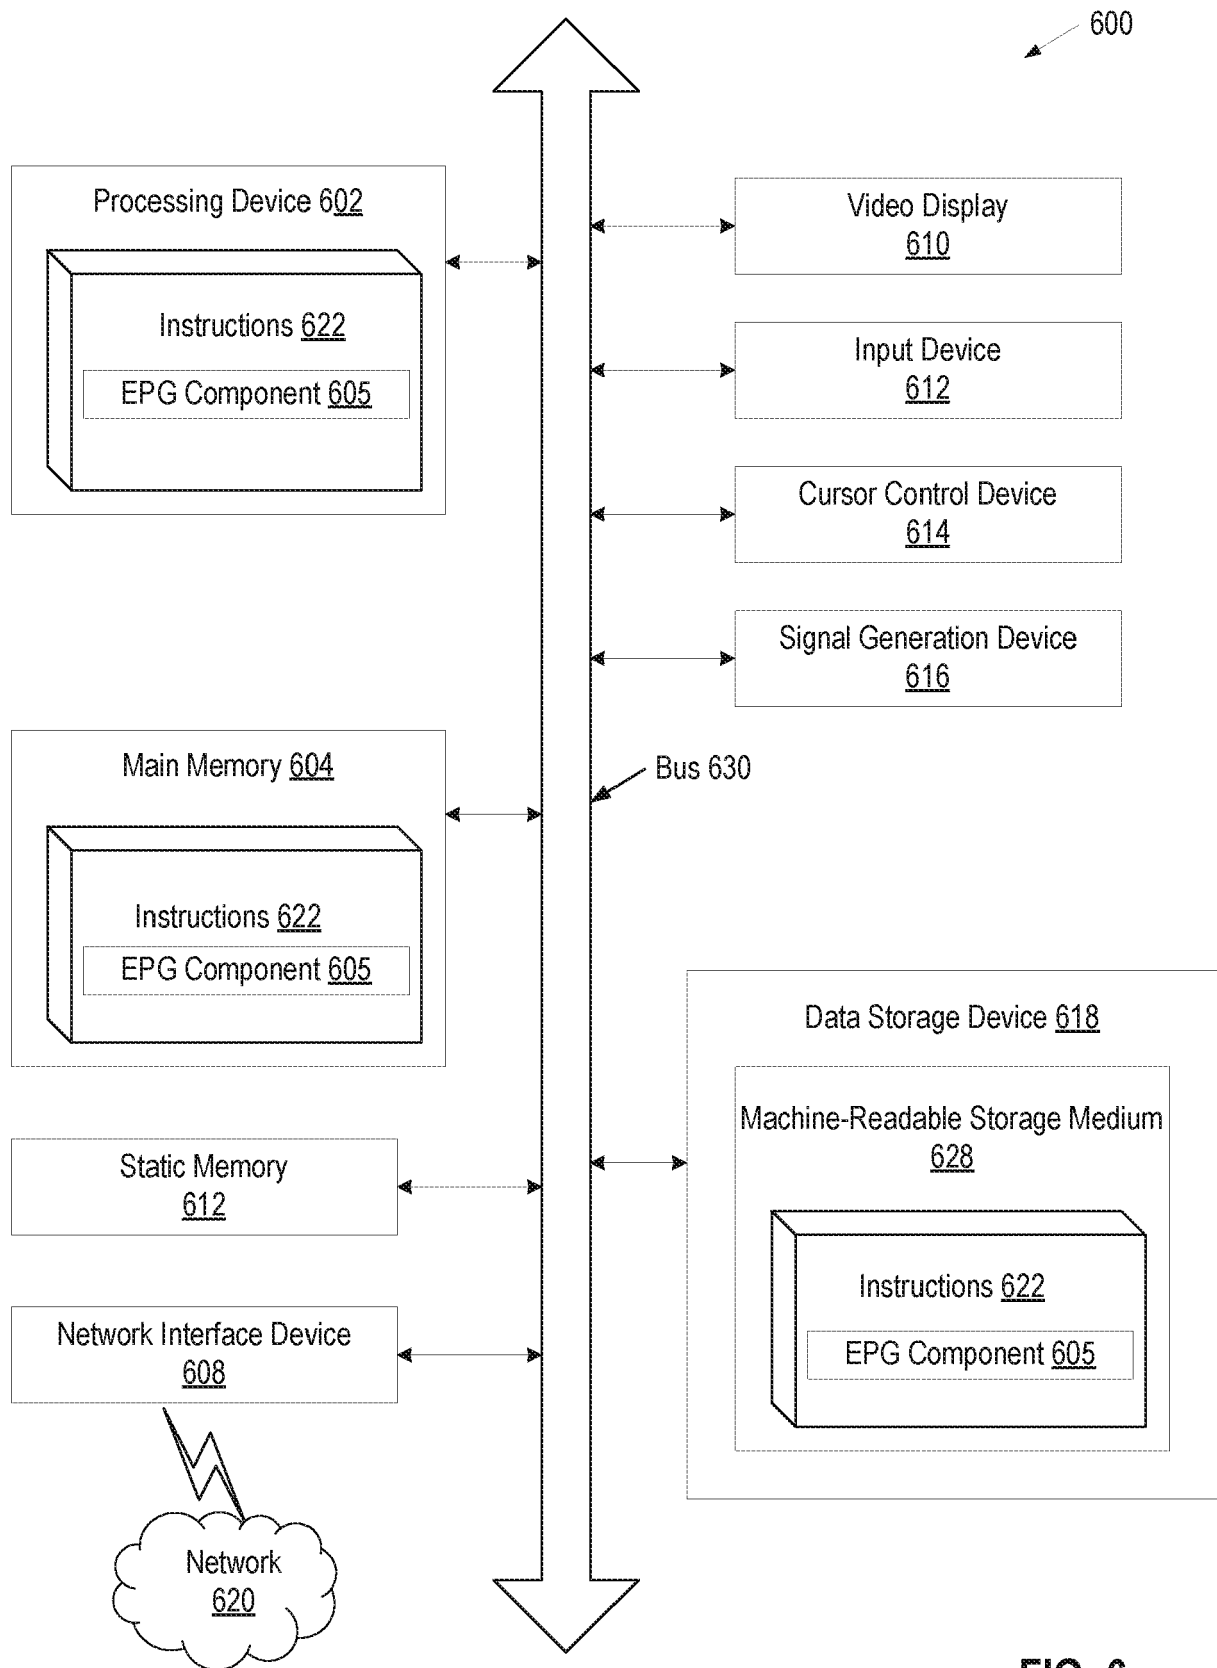 600
Processing Device 602
Instructions 622
EPG Component 605
Video Display
610
Input Device
612
Cursor Control Device
614
Signal Generation Device
616
Main Memory 604
Instructions 622
EPG Component 605
Bus 630
Data Storage Device 618
Machine-Readable Storage Medium
628
Instructions 622
EPG Component 605
Static Memory
612
Network Interface Device
608
Network
620